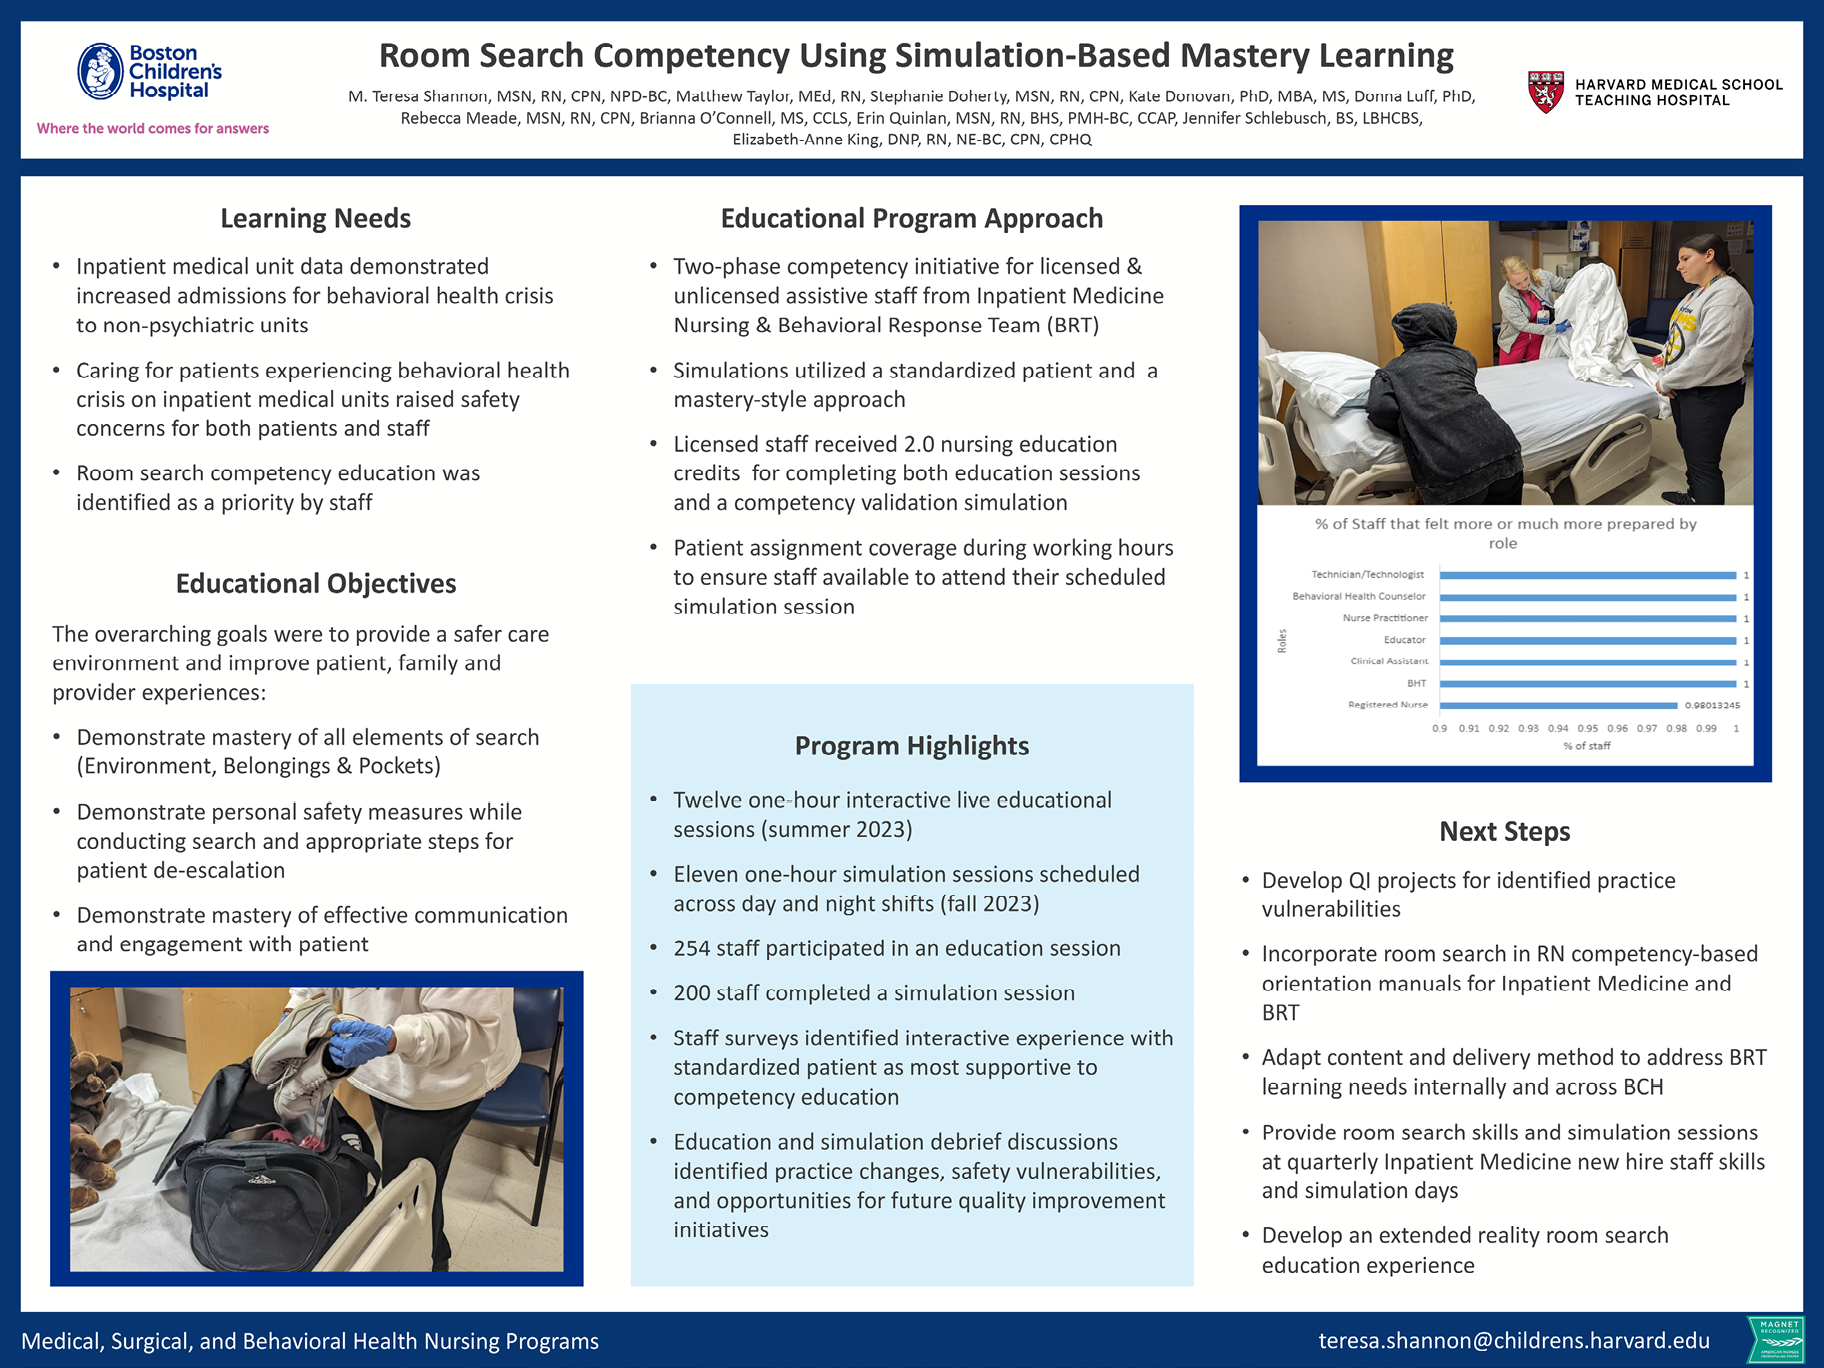 Boston
Children's
Hospital
Where the world comes for answers
Room Search Competency Using Simulation-Based Mastery Learning
M. Teresa Shannon, MSN, RN, CPN, NPD-BC, Matthew Taylor, MEd, RN, Stephanie Doherty, MSN, RN, CPN, Kate Donovan, PhD, MBA, MS, Donna Luff, PhD,
Rebecca Meade, MSN, RN, CPN, Brianna O'Connell, MS, CCLS, Erin Quinlan, MSN, RN, BHS, PMH-BC, CCAP, Jennifer Schlebusch, BS, LBHCBS,
Elizabeth-Anne King, DNP, RN, NE-BC, CPN, CPHQ
HARVARD MEDICAL SCHOOL
TEACHING HOSPITAL
Learning Needs
• Inpatient medical unit data demonstrated
increased admissions for behavioral health crisis
to non-psychiatric units
• Caring for patients experiencing behavioral health
crisis on inpatient medical units raised safety
concerns for both patients and staff
• Room search competency education was
identified as a priority by staff
Educational Objectives
The overarching goals were to provide a safer care
environment and improve patient, family and
provider experiences:
• Demonstrate mastery of all elements of search
(Environment, Belongings & Pockets)
• Demonstrate personal safety measures while
conducting search and appropriate steps for
patient de-escalation
• Demonstrate mastery of effective communication
and engagement with patient
adidas
Educational Program Approach
• Two-phase competency initiative for licensed &
unlicensed assistive staff from Inpatient Medicine
Nursing & Behavioral Response Team (BRT)
• Simulations utilized a standardized patient and a
mastery-style approach
• Licensed staff received 2.0 nursing education
credits for completing both education sessions
and a competency validation simulation
• Patient assignment coverage during working hours
to ensure staff available to attend their scheduled
simulation session
Program Highlights
• Twelve one-hour interactive live educational
sessions (summer 2023)
• Eleven one-hour simulation sessions scheduled
across day and night shifts (fall 2023)
• 254 staff participated in an education session
• 200 staff completed a simulation session
• Staff surveys identified interactive experience with
standardized patient as most supportive to
competency education
• Education and simulation debrief discussions
identified practice changes, safety vulnerabilities,
and opportunities for future quality improvement
initiatives
% of Staff that felt more or much more prepared by
role
Roles
Technician/Technologist 1
Behavioral Health Counselor 1
Nurse Practitioner 1
Educator 1
Clinical Assistant 1
BHT 1
Registered Nurse 0.98013245
0.9 0.91 0.92 0.93 0.94 0.95 0.96 0.97 0.98 0.99 1
% of staff
Next Steps
• Develop QI projects for identified practice
vulnerabilities
• Incorporate room search in RN competency-based
orientation manuals for Inpatient Medicine and
BRT
• Adapt content and delivery method to address BRT
learning needs internally and across BCH
• Provide room search skills and simulation sessions
at quarterly Inpatient Medicine new hire staff skills
and simulation days
• Develop an extended reality room search
education experience
Medical, Surgical, and Behavioral Health Nursing Programs
teresa.shannon@childrens.harvard.edu
MAGNET
RECOGNIZED
AMERICAN NURSES
CREDENTIALING CENTER